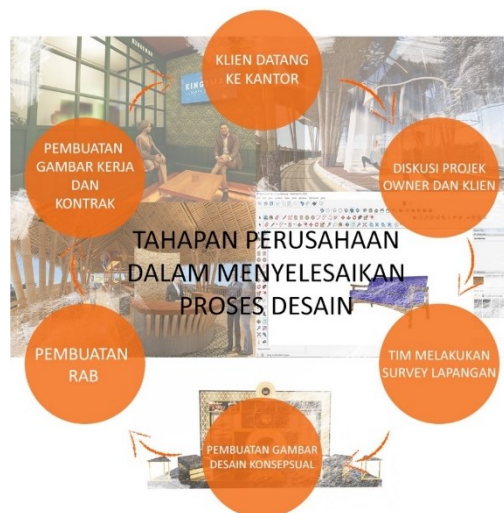 KLIEN DATANG
KE KANTOR
DISKUSI PROJEK
OWNER DAN KLIEN
TIM MELAKUKAN
SURVEY LAPANGAN
PEMBUATAN GAMBAR
DESAIN KONSEPSUAL
PEMBUATAN
RAB
PEMBUATAN
GAMBAR KERJA
DAN
KONTRAK
TAHAPAN PERUSAHAAN
DALAM MENYELESAIKAN
PROSES DESAIN